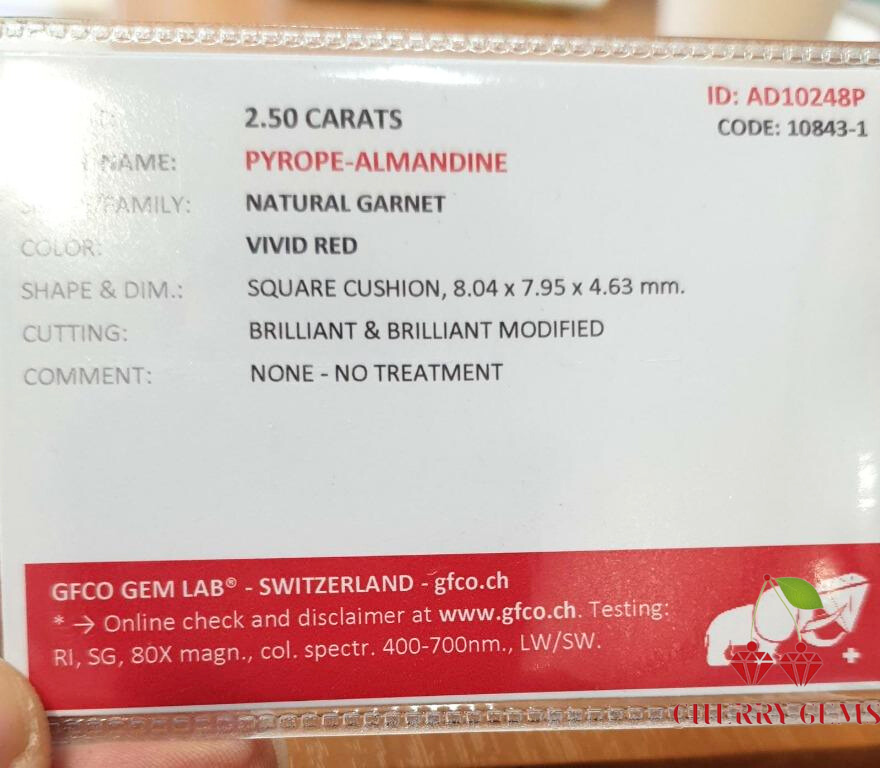 ID: AD10248P
CODE: 10843-1
2.50 CARATS
NAME: PYROPE-ALMANDINE
FAMILY: NATURAL GARNET
COLOR: VIVID RED
SHAPE & DIM.: SQUARE CUSHION, 8.04 x 7.95 x 4.63 mm.
CUTTING: BRILLIANT & BRILLIANT MODIFIED
COMMENT: NONE - NO TREATMENT
GFCO GEM LAB® - SWITZERLAND - gfco.ch
* → Online check and disclaimer at www.gfco.ch. Testing:
RI, SG, 80X magn., col. spectr. 400-700nm., LW/SW.
CHERRY GEMS